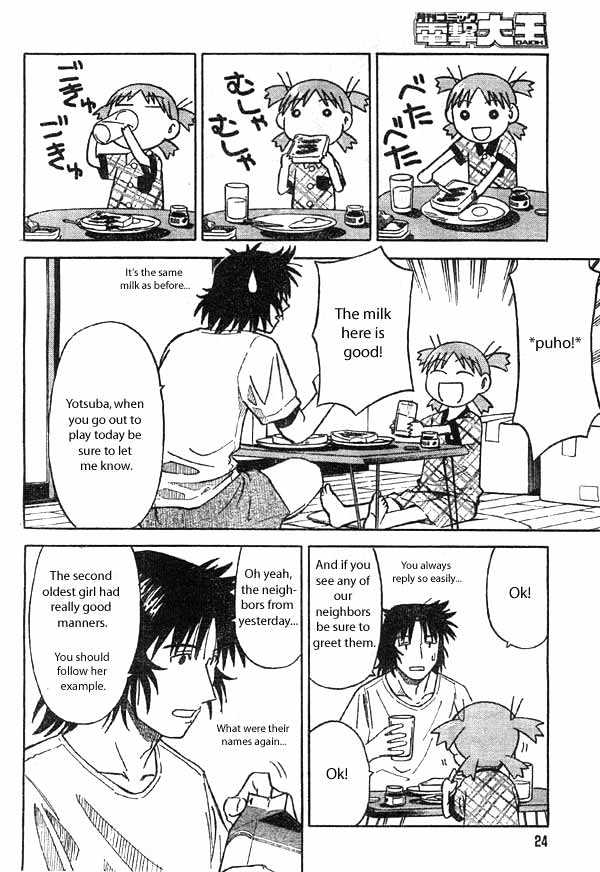 月刊コミック
電撃大王
DAIOH
べた
べた
むしゃ
むしゃ
ごきゅ
ごきゅ
*puho!*
The milk
here is
good!
It's the same
milk as before...
Yotsuba, when
you go out to
play today be
sure to let
me know.
Ok!
You always
reply so easily...
And if you
see any of
our
neighbors
be sure to
greet them.
Ok!
Oh yeah,
the neigh-
bors from
yesterday...
The second
oldest girl had
really good
manners.
You should
follow her
example.
What were their
names again...
24